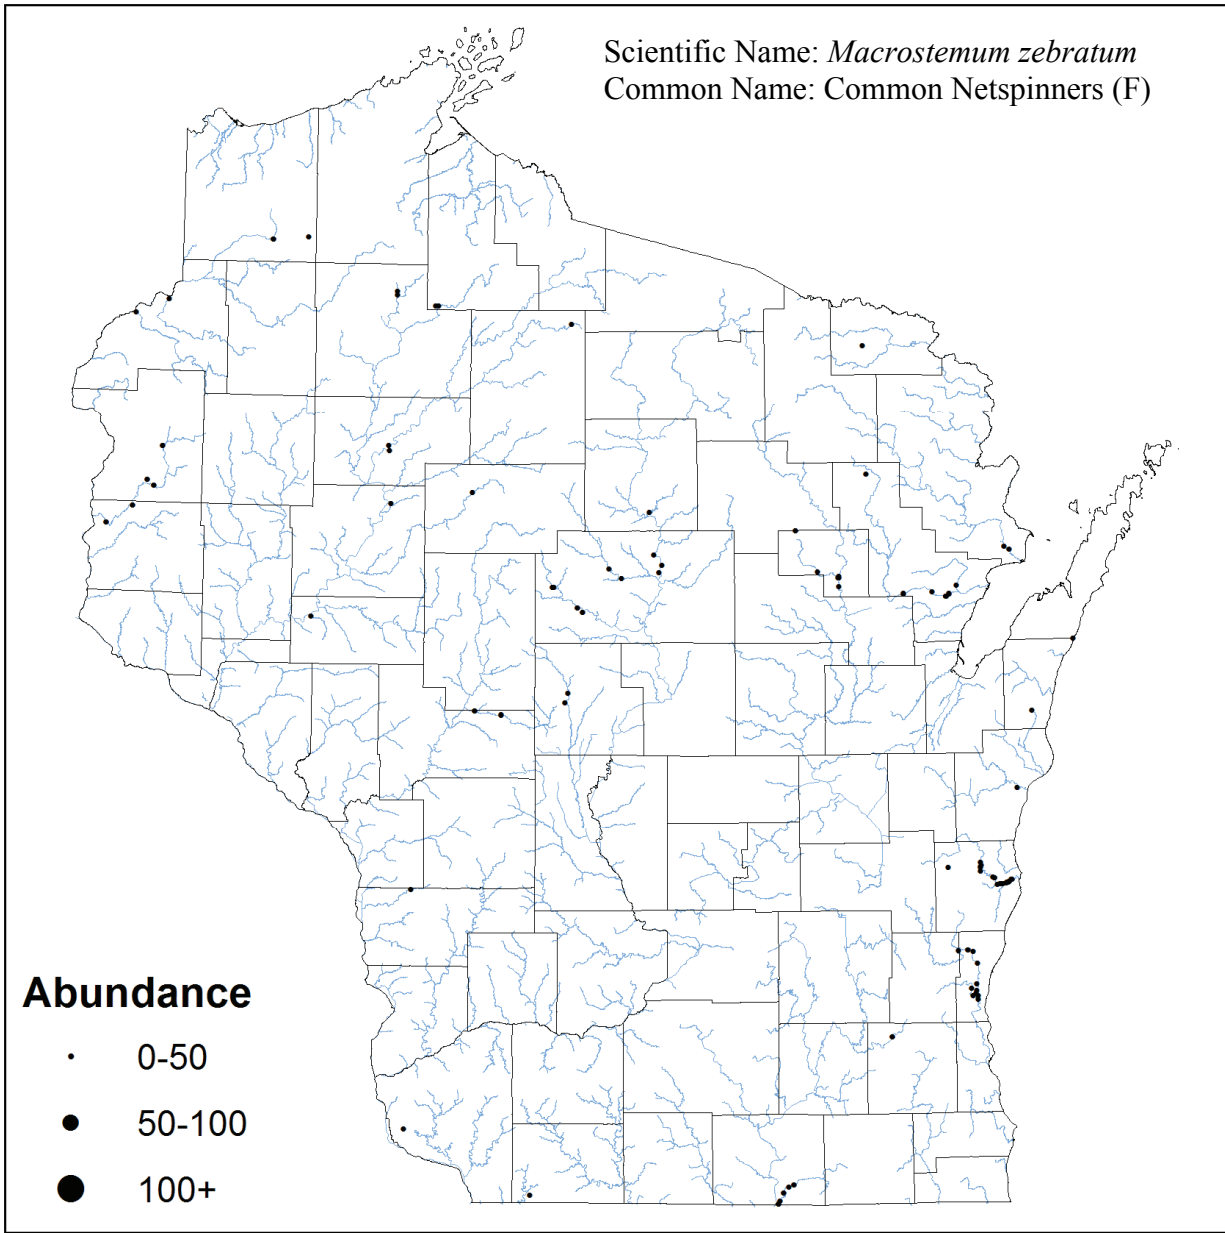 Scientific Name: Macrostemum zebratum
Common Name: Common Netspinners (F)
Abundance
0-50
50-100
100+